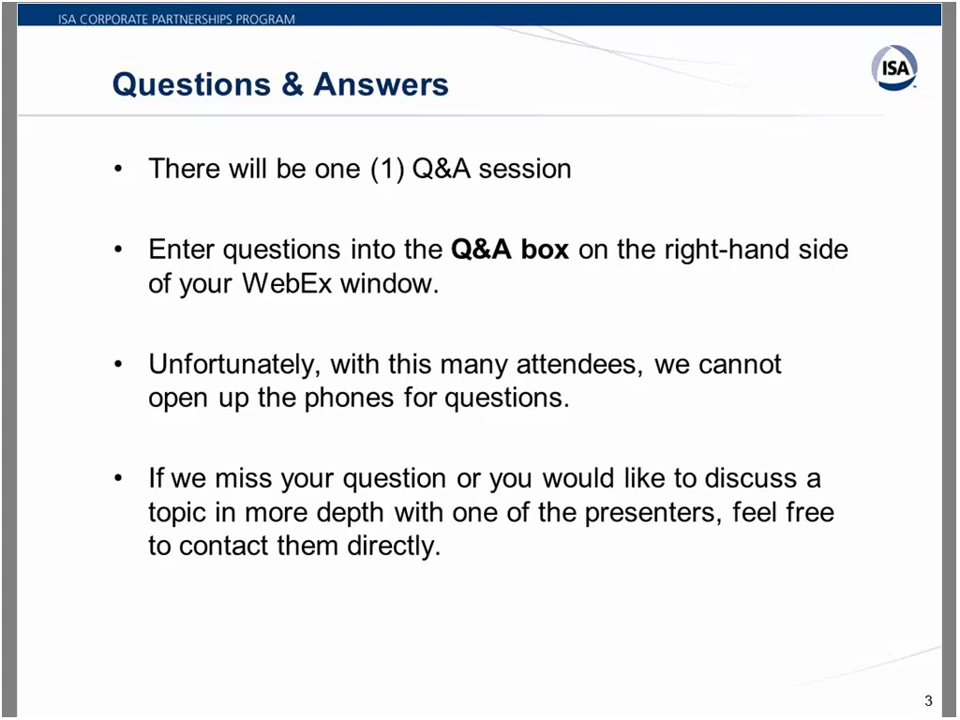 ISA CORPORATE PARTNERSHIPS PROGRAM
Questions & Answers
ISA
• There will be one (1) Q&A session
• Enter questions into the Q&A box on the right-hand side
of your WebEx window.
• Unfortunately, with this many attendees, we cannot
open up the phones for questions.
• If we miss your question or you would like to discuss a
topic in more depth with one of the presenters, feel free
to contact them directly.
3